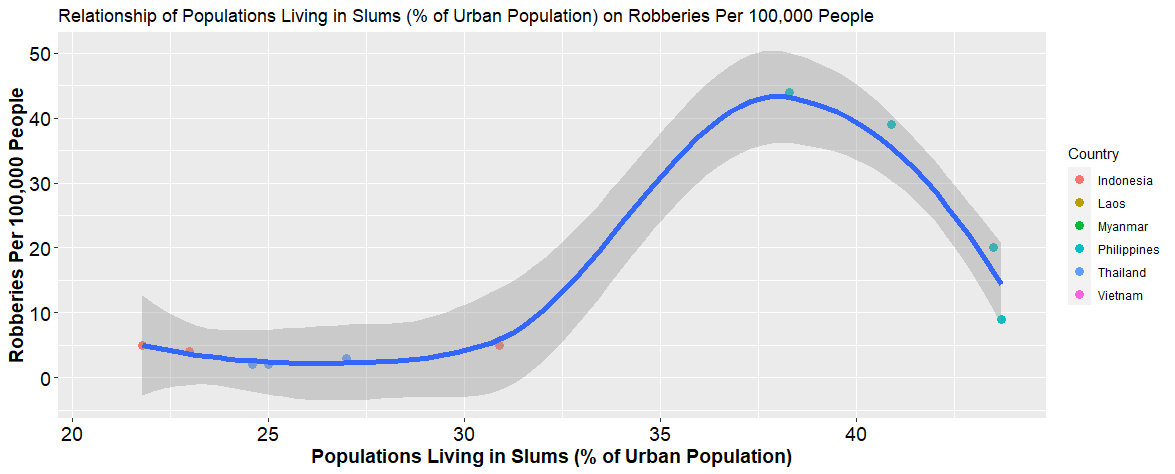 Relationship of Populations Living in Slums (% of Urban Population) on Robberies Per 100,000 People
Robberies Per 100,000 People
50
40
30
20
10
0
20
25
30
35
40
Populations Living in Slums (% of Urban Population)
Country
Indonesia
Laos
Myanmar
Philippines
Thailand
Vietnam